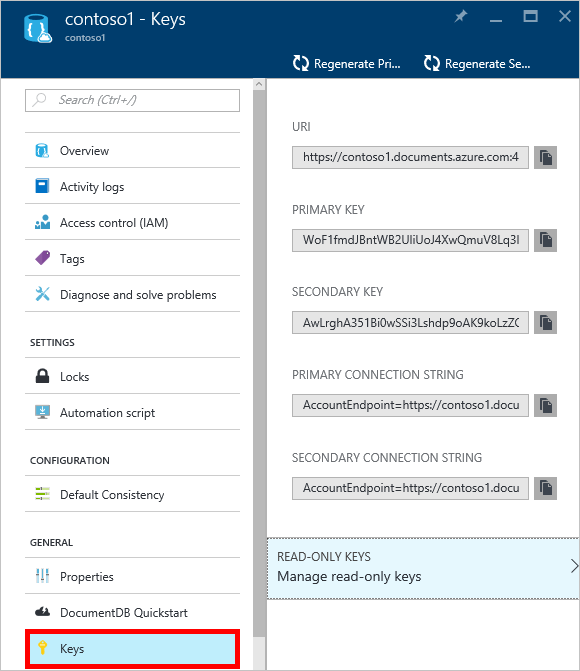 contoso1 - Keys
contoso1
Regenerate Pri...
Regenerate Se...
Search (Ctrl+/)
Overview
Activity logs
Access control (IAM)
Tags
Diagnose and solve problems
SETTINGS
Locks
Automation script
CONFIGURATION
Default Consistency
GENERAL
Properties
DocumentDB Quickstart
Keys
URI
https://contoso1.documents.azure.com:4
PRIMARY KEY
WoF1fmdJBntWB2UIiUoJ4XwQmuV8Lq3l
SECONDARY KEY
AwLrghA351Bi0wSSi3Lshdp9oAK9koLzZC
PRIMARY CONNECTION STRING
AccountEndpoint=https://contoso1.docu
SECONDARY CONNECTION STRING
AccountEndpoint=https://contoso1.docu
READ-ONLY KEYS
Manage read-only keys